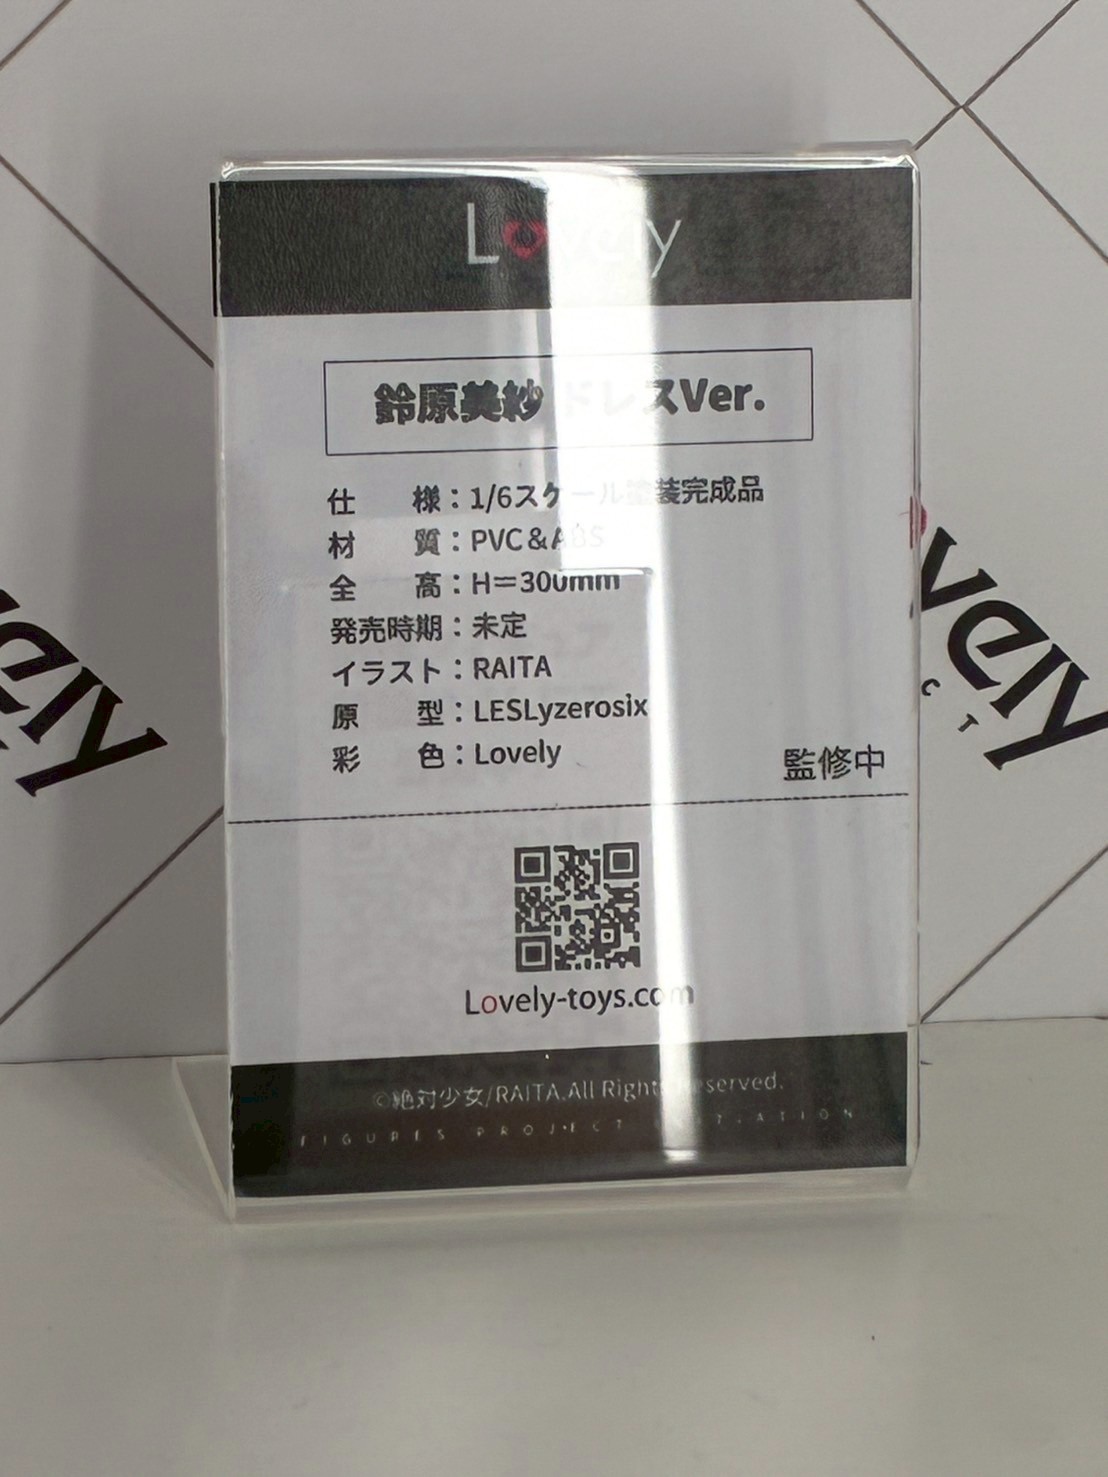 Lovely
鈴原美紗 ドレスVer.
仕 様：1/6スケール塗装完成品
材 質：PVC＆ABS
全 高：H＝300mm
発売時期：未定
イラスト：RAITA
原 型：LESLyzerosix
彩 色：Lovely
監修中
Lovely-toys.com
©絶対少女/RAITA.All Rights Reserved.
FIGURES PROJECT